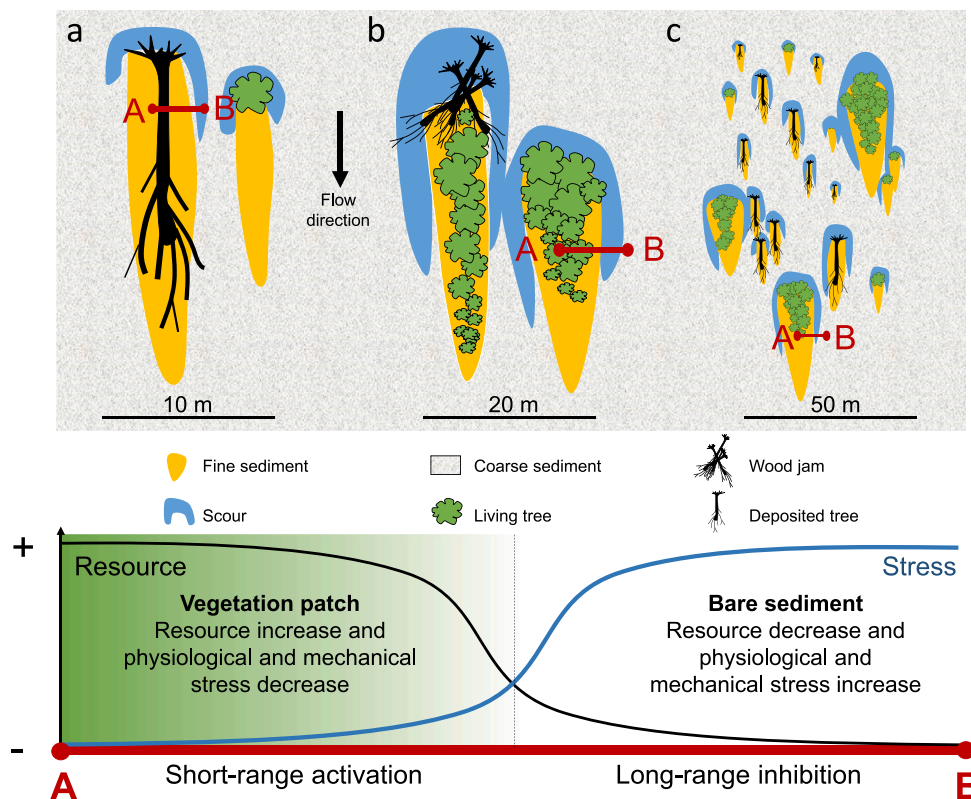 a
b
c
A
B
A
B
A
B
Flow
direction
10 m
20 m
50 m
Fine sediment
Coarse sediment
Wood jam
Scour
Living tree
Deposited tree
+
Resource
Stress
Vegetation patch
Resource increase and
physiological and mechanical
stress decrease
Bare sediment
Resource decrease and
physiological and
mechanical stress increase
-
A
Short-range activation
Long-range inhibition
B